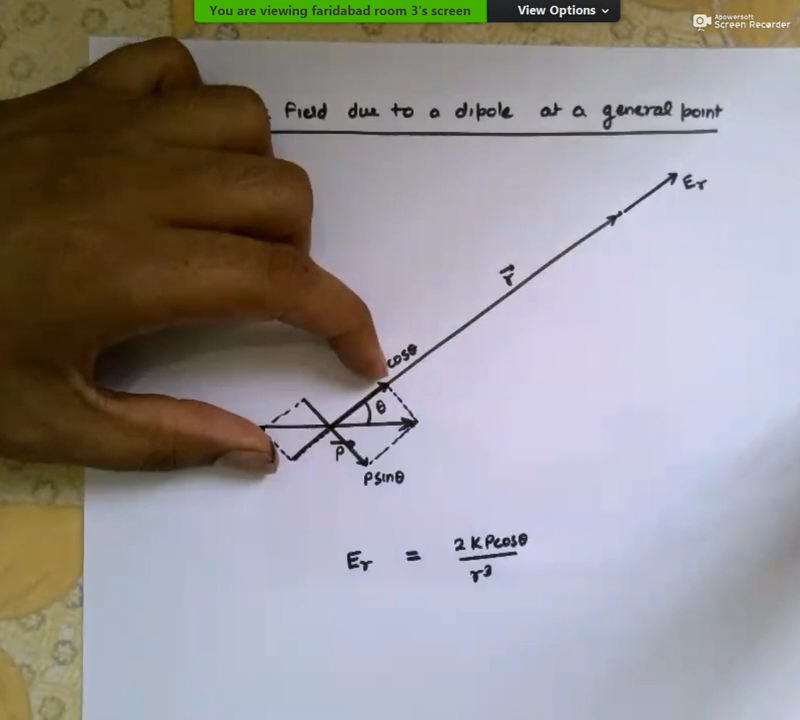 You are viewing faridabad room 3's screen
View Options
Apowersoft
Screen Recorder
Field due to a dipole at a general point
Er
r⃗
cosθ
θ
P⃗
Psinθ
Er = 2KPcosθ / r³